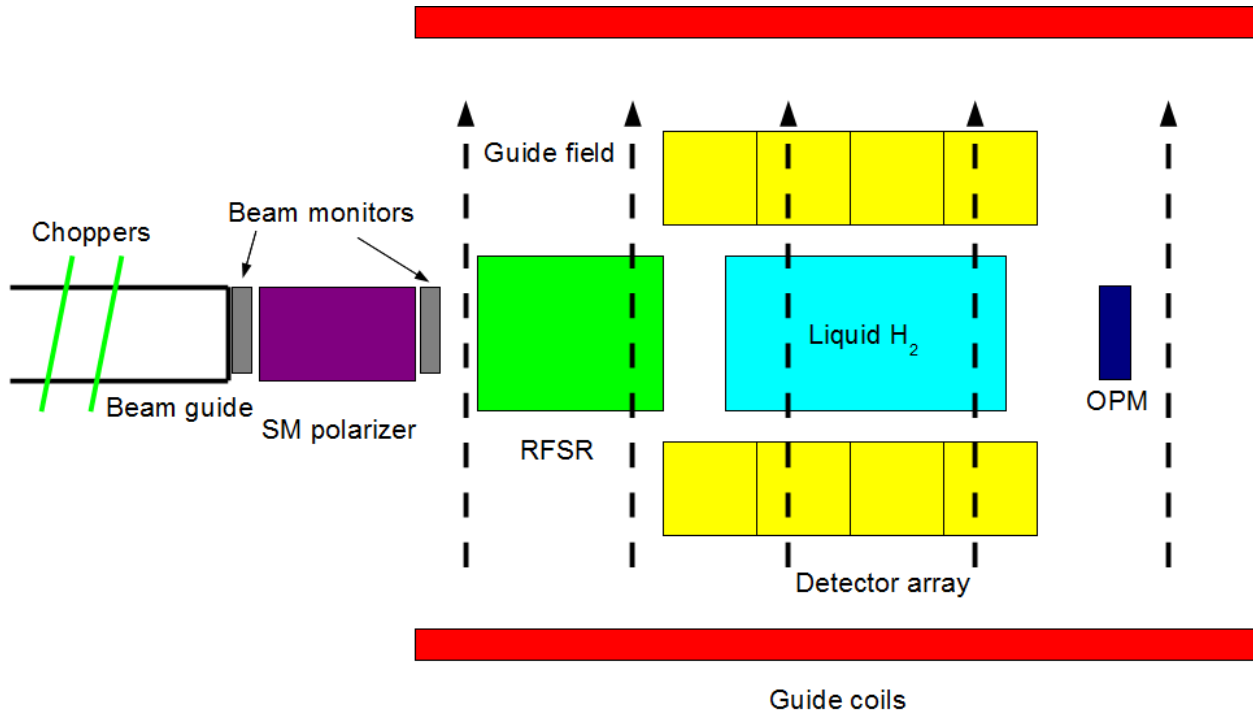 Guide field
Beam monitors
Choppers
Liquid H2
Beam guide
SM polarizer
RFSR
OPM
Detector array
Guide coils